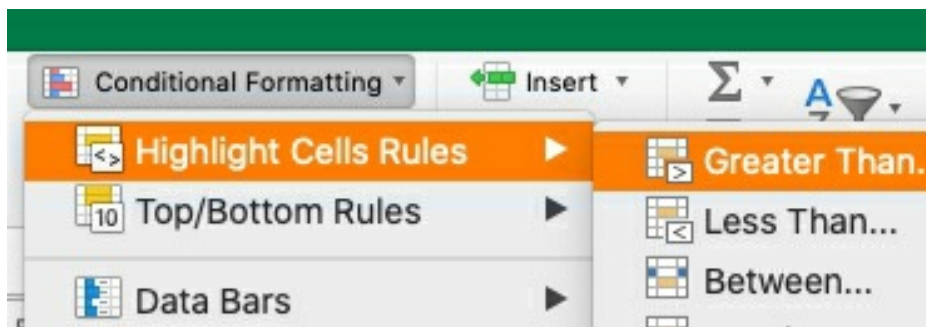 Conditional Formatting
Insert
Highlight Cells Rules
Greater Than.
Top/Bottom Rules
Less Than...
Data Bars
Between...